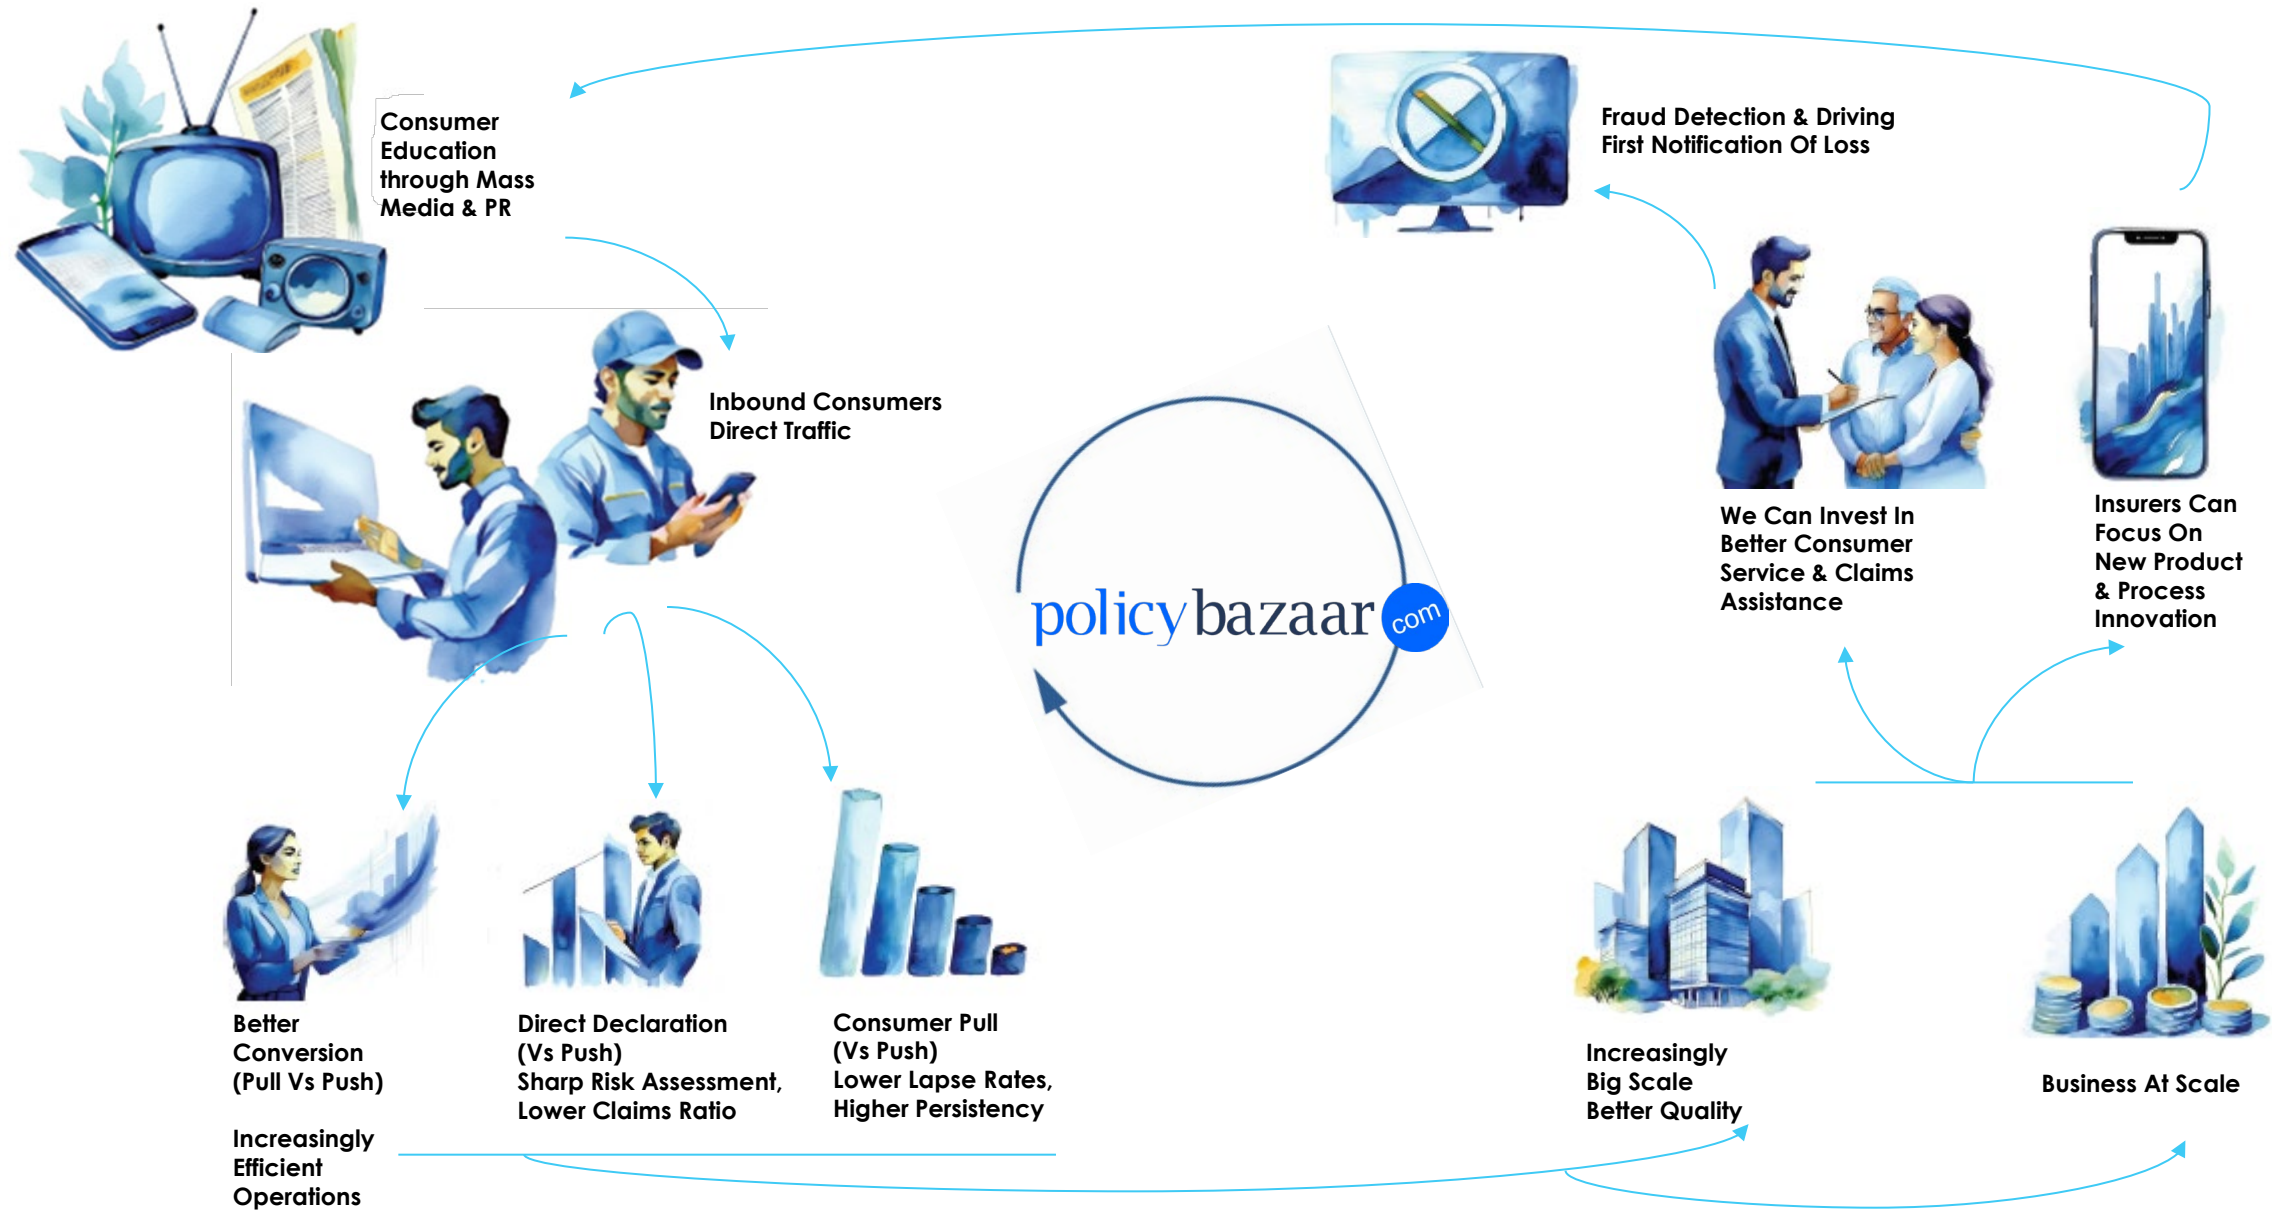 Consumer
Education
through Mass
Media & PR
Fraud Detection & Driving
First Notification Of Loss
Inbound Consumers
Direct Traffic
policybazaar com
We Can Invest In
Better Consumer
Service & Claims
Assistance
Insurers Can
Focus On
New Product
& Process
Innovation
Better
Conversion
(Pull Vs Push)
Increasingly
Efficient
Operations
Direct Declaration
(Vs Push)
Sharp Risk Assessment,
Lower Claims Ratio
Consumer Pull
(Vs Push)
Lower Lapse Rates,
Higher Persistency
Increasingly
Big Scale
Better Quality
Business At Scale